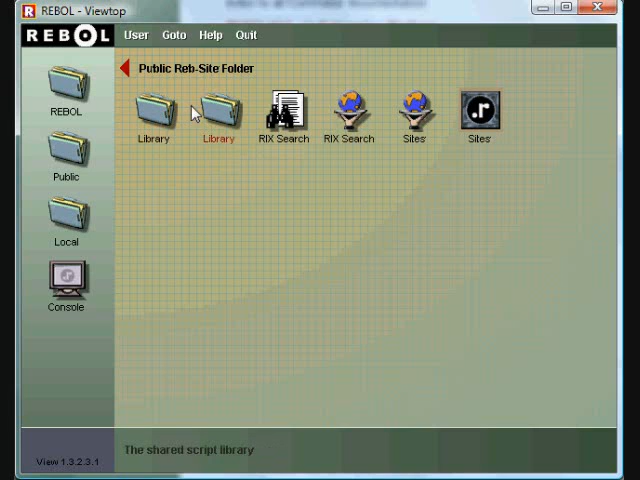 REBOL - Viewtop
REBOL User Goto Help Quit
Public Reb-Site Folder
REBOL
Public
Local
Console
Library Library RIX Search RIX Search Sites Sites
The shared script library
View 1.3.2.3.1